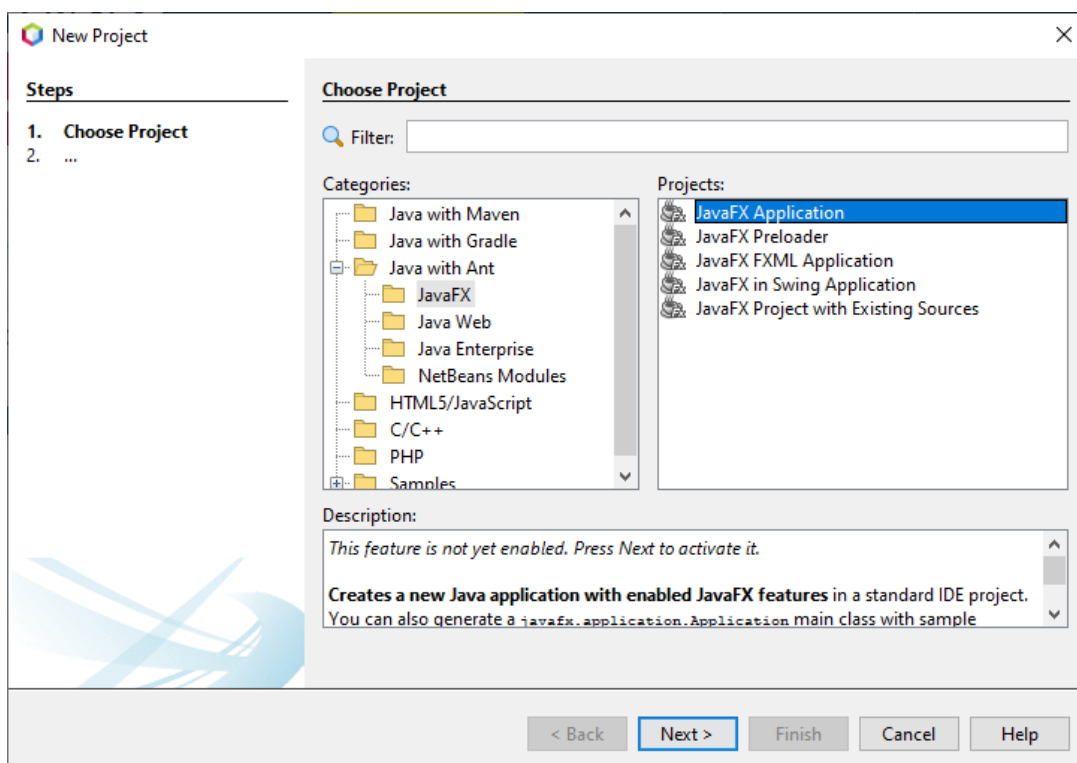 New Project
Steps
1. Choose Project
2. ...
Choose Project
Filter:
Categories:
Java with Maven
Java with Gradle
Java with Ant
JavaFX
Java Web
Java Enterprise
NetBeans Modules
HTML5/JavaScript
C/C++
PHP
Samples
Projects:
JavaFX Application
JavaFX Preloader
JavaFX FXML Application
JavaFX in Swing Application
JavaFX Project with Existing Sources
Description:
This feature is not yet enabled. Press Next to activate it.
Creates a new Java application with enabled JavaFX features in a standard IDE project.
You can also generate a javafx.application.Application main class with sample
< Back
Next >
Finish
Cancel
Help